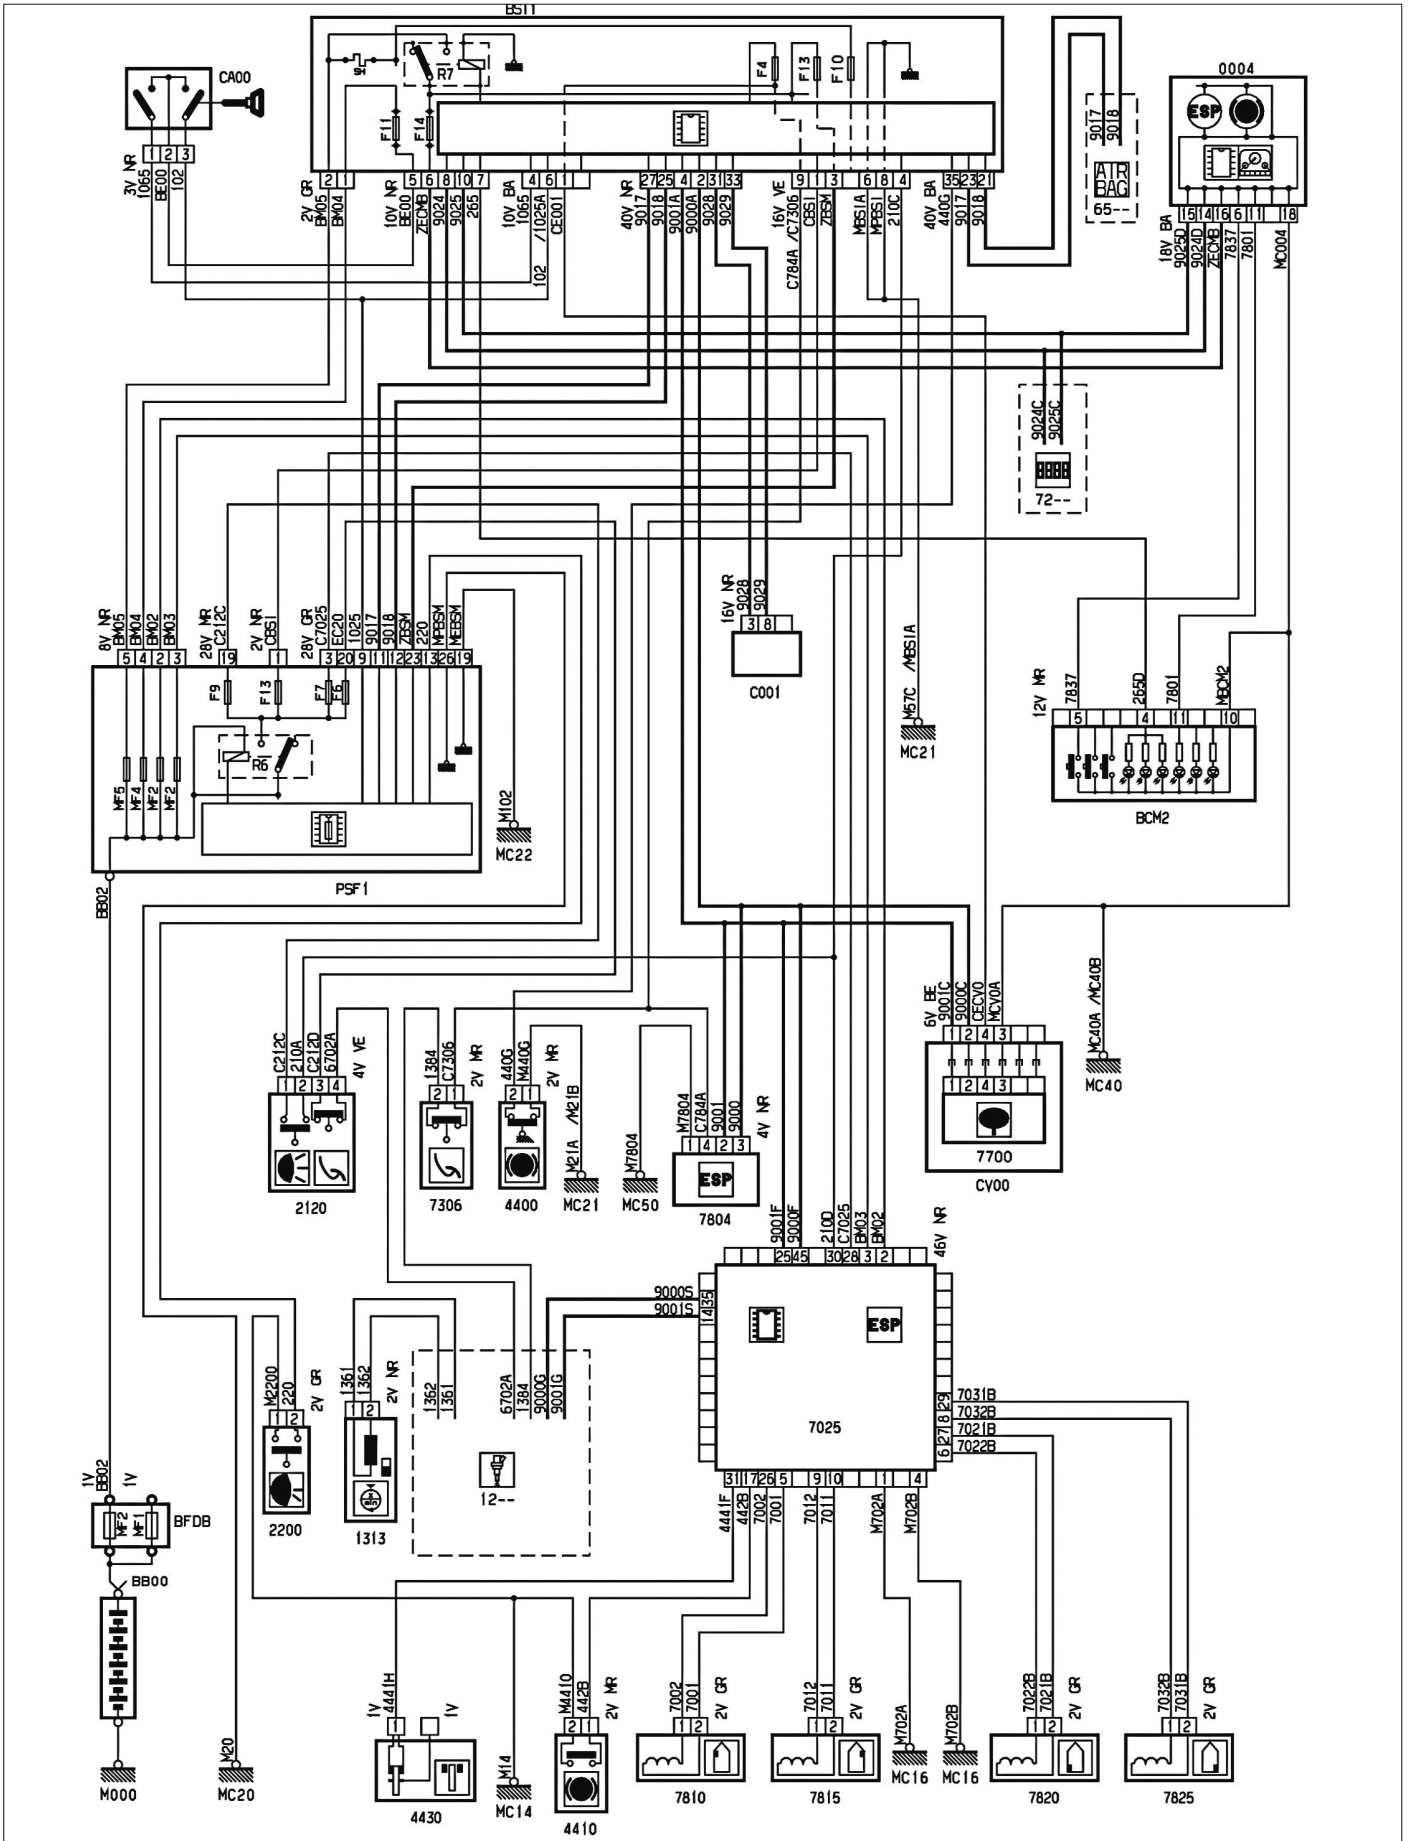 BSI1
CA00
SH
R7
F4
F13
F10
F11
F14
0004
ESP
9017
9018
AIR
BAG
65--
1 2 3
3V NR
1065
BE00
102
2 1
2V GR
BM05
BM04
5 6 8 10 7
10V NR
BE00
ZECMB
9024
9025
265
4 6 1
10V BA
1065
/1025A
102
CE001
27 25 4 2 31 33
40V NR
9017
9018
9001A
9000A
9028
9029
9 1 3 6 8 4
16V VE
C784A /C7306
CBSI
ZBSM
MBS1A
MPBSI
210C
35 23 21
40V BA
440G
9017
9018
15 14 16 6 11 18
18V BA
9025D
9024D
ZECMB
7837
7801
MC004
9024C
9025C
72--
8V NR
BM05
BM04
BM02
BM03
28V MR
C212C
2V NR
CBSI
28V GR
C7025
EC20
1025
9017
9018
ZBSM
220
MPBSM
MEBSM
5 4 2 3 19 1 3 20 9 11 12 23 13 26 19
F9
F13
F7
F6
R6
MF5
MF4
MF2
MF2
PSF1
M102
MC22
BB02
16V NR
9028
9029
3 8
C001
M57C /MBS1A
MC21
12V MR
7837
265D
7801
MBCM2
5 4 11 10
BCM2
MC40A /MC40B
MC40
6V BE
9001C
9000C
CECV0
MCV0A
1 2 4 3
1 2 4 3
7700
CV00
C212C
210A
C212D
6702A
4V VE
1 2 3 4
2120
1384
C7306
2V MR
2 1
7306
440G
M440G
2V MR
2 1
4400
M21A /M21B
MC21
M7804
MC50
M7804
C784A
9001
9000
4V NR
1 4 2 3
ESP
7804
9001F
9000F
210D
C7025
BM03
BM02
46V NR
25 45 30 28 3 2
9000S
9001S
35
14
ESP
7025
29
8
27
6
7031B
7032B
7021B
7022B
31 17 26 5 9 10 1 4
4441F
442B
7002
7001
7012
7011
M702A
M702B
M2200
220
2V GR
1 2
2200
1361
1362
2V NR
1 2
1313
1362
1361
6702A
1384
9000G
9001G
12--
1V
BB02
1V
MF2
MF1
BFDB
BB00
M000
M20
MC20
1V
4441H
1
1V
4430
M14
MC14
M4410
442B
2V MR
2 1
4410
7002
7001
2V GR
1 2
7810
7012
7011
2V GR
1 2
7815
M702A
MC16
M702B
MC16
7022B
7021B
2V GR
1 2
7820
7032B
7031B
2V GR
1 2
7825